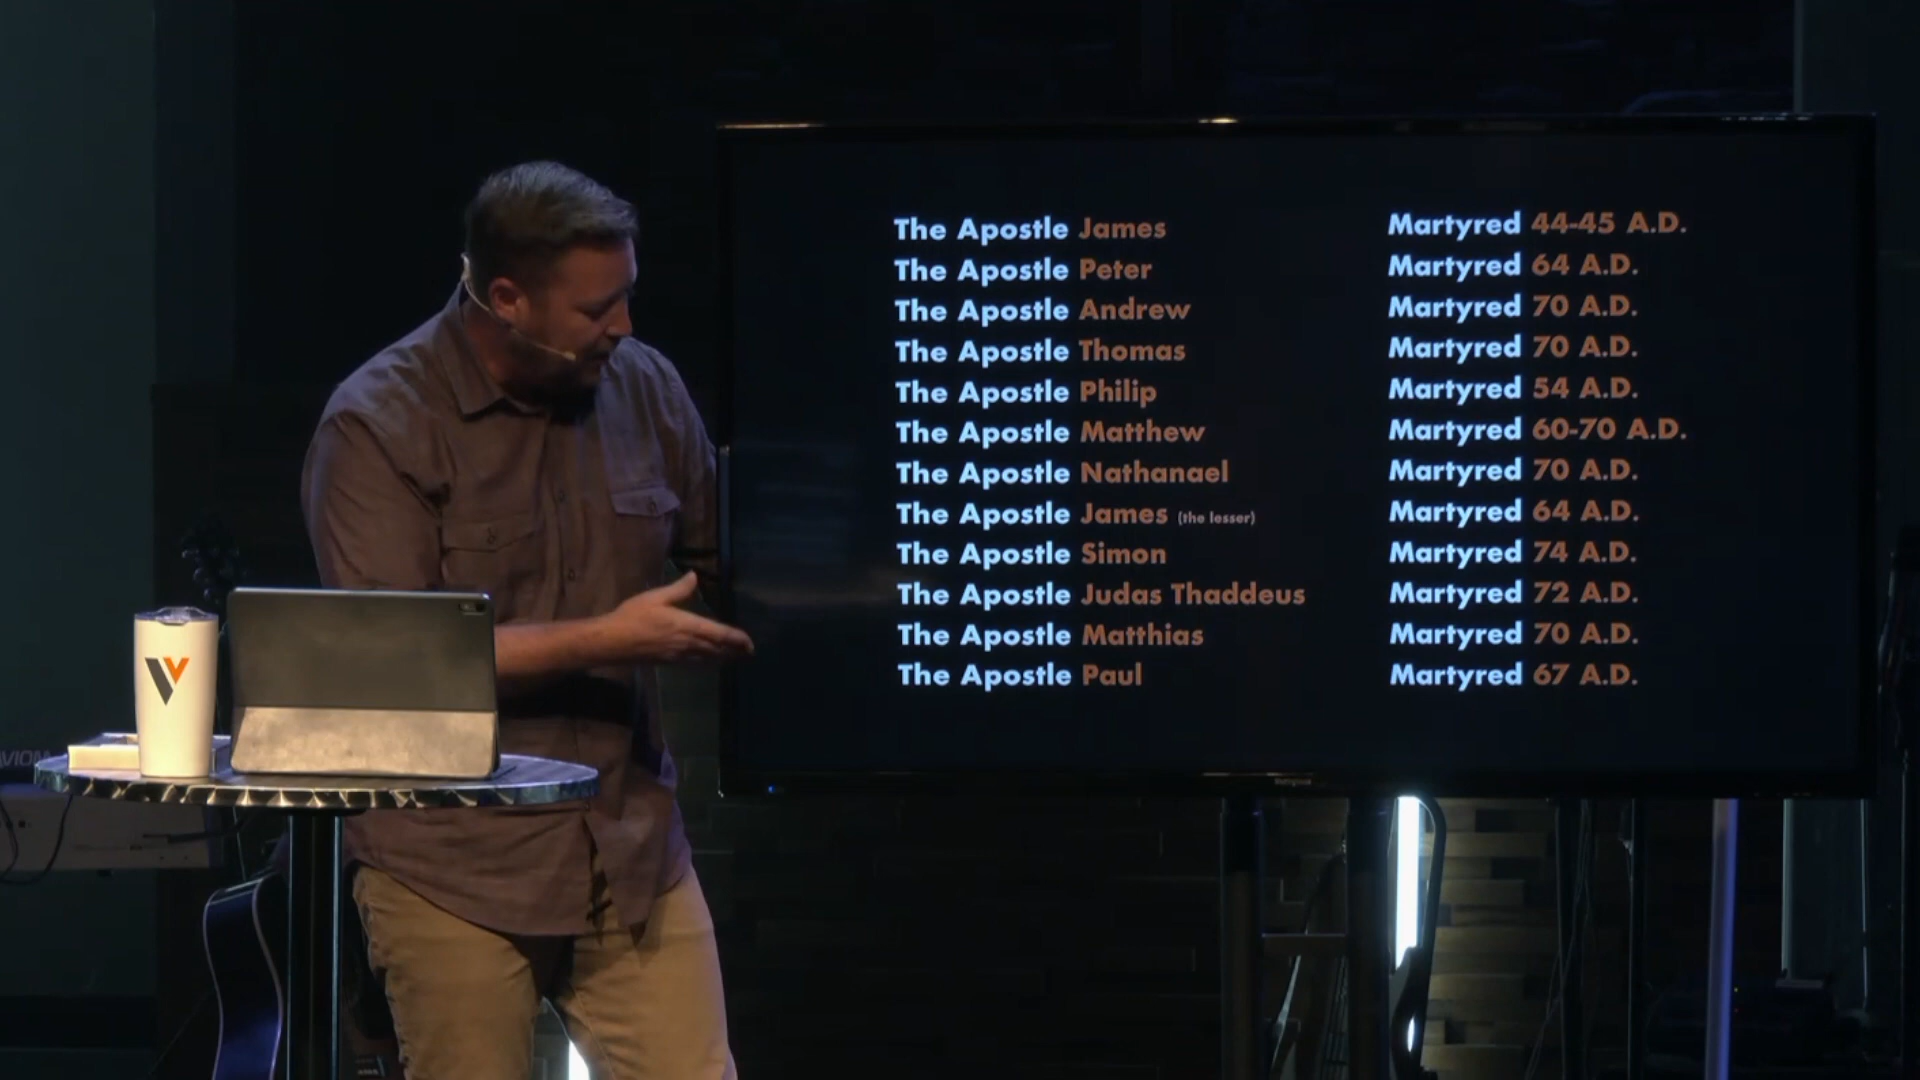 The Apostle James Martyred 44-45 A.D.
The Apostle Peter Martyred 64 A.D.
The Apostle Andrew Martyred 70 A.D.
The Apostle Thomas Martyred 70 A.D.
The Apostle Philip Martyred 54 A.D.
The Apostle Matthew Martyred 60-70 A.D.
The Apostle Nathanael Martyred 70 A.D.
The Apostle James (the lesser) Martyred 64 A.D.
The Apostle Simon Martyred 74 A.D.
The Apostle Judas Thaddeus Martyred 72 A.D.
The Apostle Matthias Martyred 70 A.D.
The Apostle Paul Martyred 67 A.D.